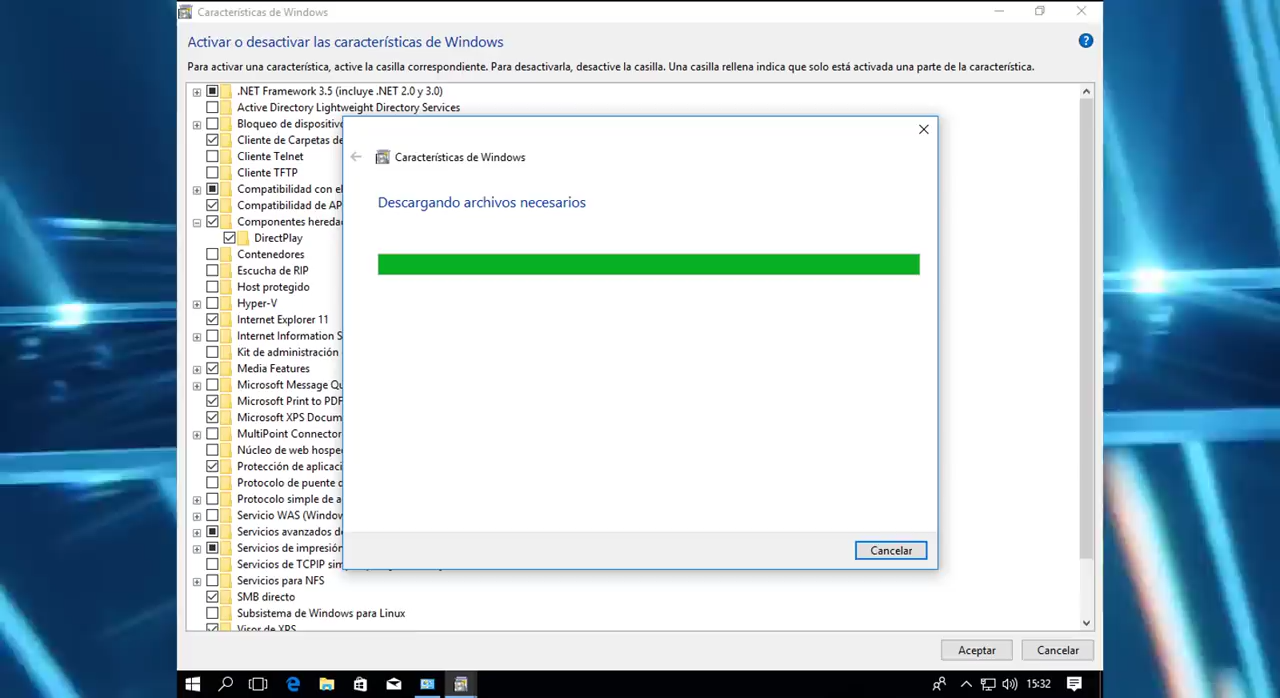 Características de Windows
Activar o desactivar las características de Windows
Para activar una característica, active la casilla correspondiente. Para desactivarla, desactive la casilla. Una casilla rellena indica que solo está activada una parte de la característica.
.NET Framework 3.5 (incluye .NET 2.0 y 3.0)
Active Directory Lightweight Directory Services
Bloqueo de dispositivo
Cliente de Carpetas de
Cliente Telnet
Cliente TFTP
Compatibilidad con el
Compatibilidad de AP
Componentes hereda
DirectPlay
Contenedores
Escucha de RIP
Host protegido
Hyper-V
Internet Explorer 11
Internet Information S
Kit de administración
Media Features
Microsoft Message Qu
Microsoft Print to PDF
Microsoft XPS Docum
MultiPoint Connector
Núcleo de web hospe
Protección de aplicaci
Protocolo de puente d
Protocolo simple de a
Servicio WAS (Window
Servicios avanzados de
Servicios de impresión
Servicios de TCPIP sim
Servicios para NFS
SMB directo
Subsistema de Windows para Linux
Visor de XPS
Características de Windows
Descargando archivos necesarios
Cancelar
Aceptar
Cancelar
15:32